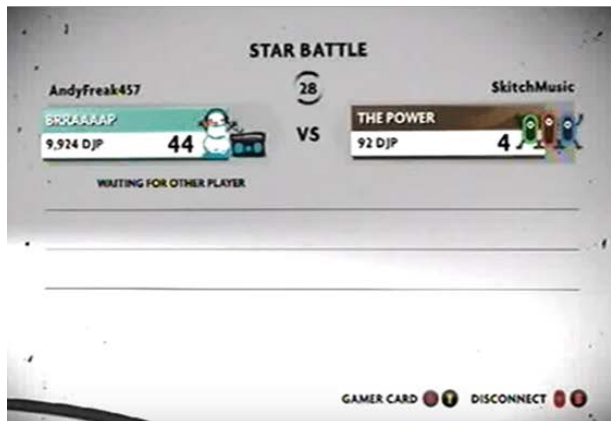 STAR BATTLE
AndyFreak457
28
SkitchMusic
BRRAAAAP
9,924 DJP
44
VS
THE POWER
92 DJP
4
WAITING FOR OTHER PLAYER
GAMER CARD
DISCONNECT